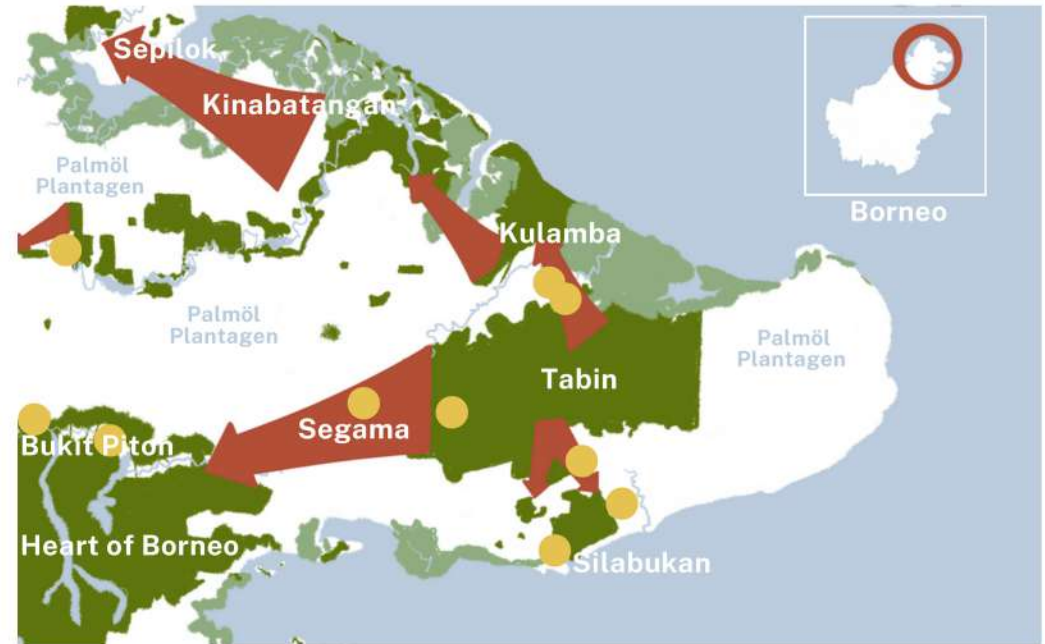 Sepilok
Kinabatangan
Palmöl
Plantagen
Borneo
Kulamba
Palmöl
Plantagen
Palmöl
Plantagen
Tabin
Segama
Bukit Piton
Heart of Borneo
Silabukan